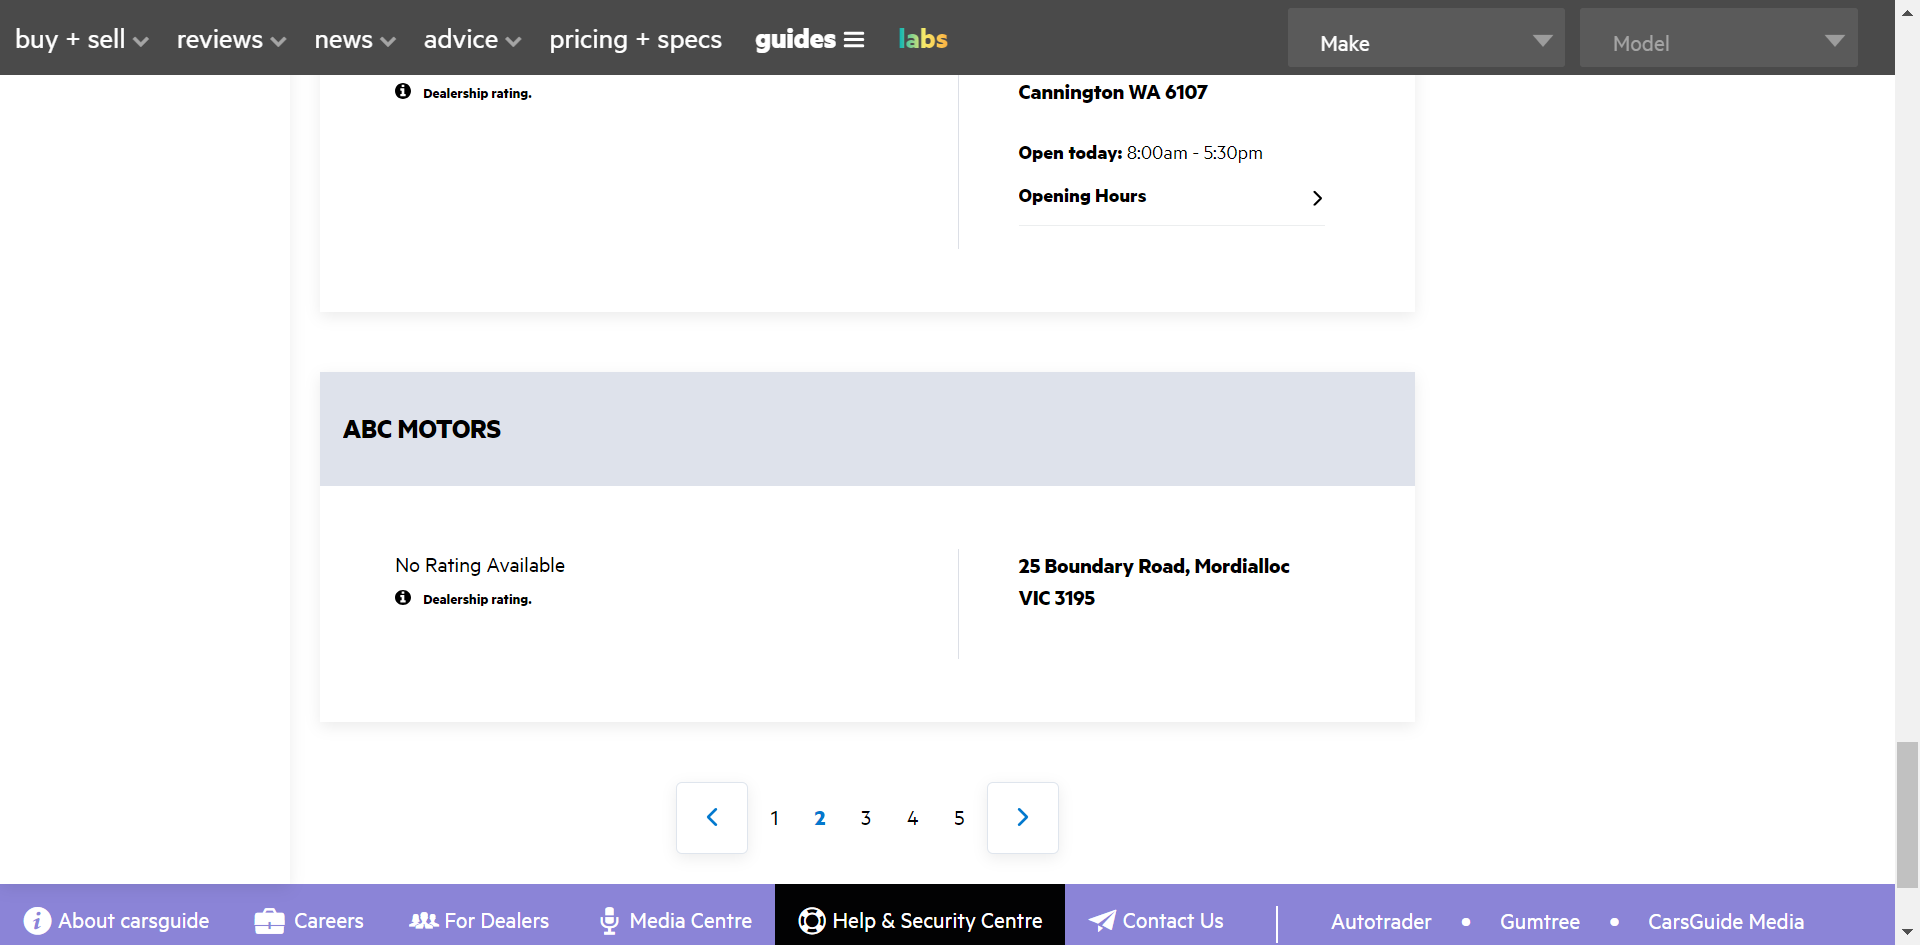 buy + sell reviews news advice pricing + specs guides labs Make Model
Dealership rating.
Cannington WA 6107
Open today: 8:00am - 5:30pm
Opening Hours
ABC MOTORS
No Rating Available
Dealership rating.
25 Boundary Road, Mordialloc
VIC 3195
1 2 3 4 5
About carsguide Careers For Dealers Media Centre Help & Security Centre Contact Us Autotrader • Gumtree • CarsGuide Media